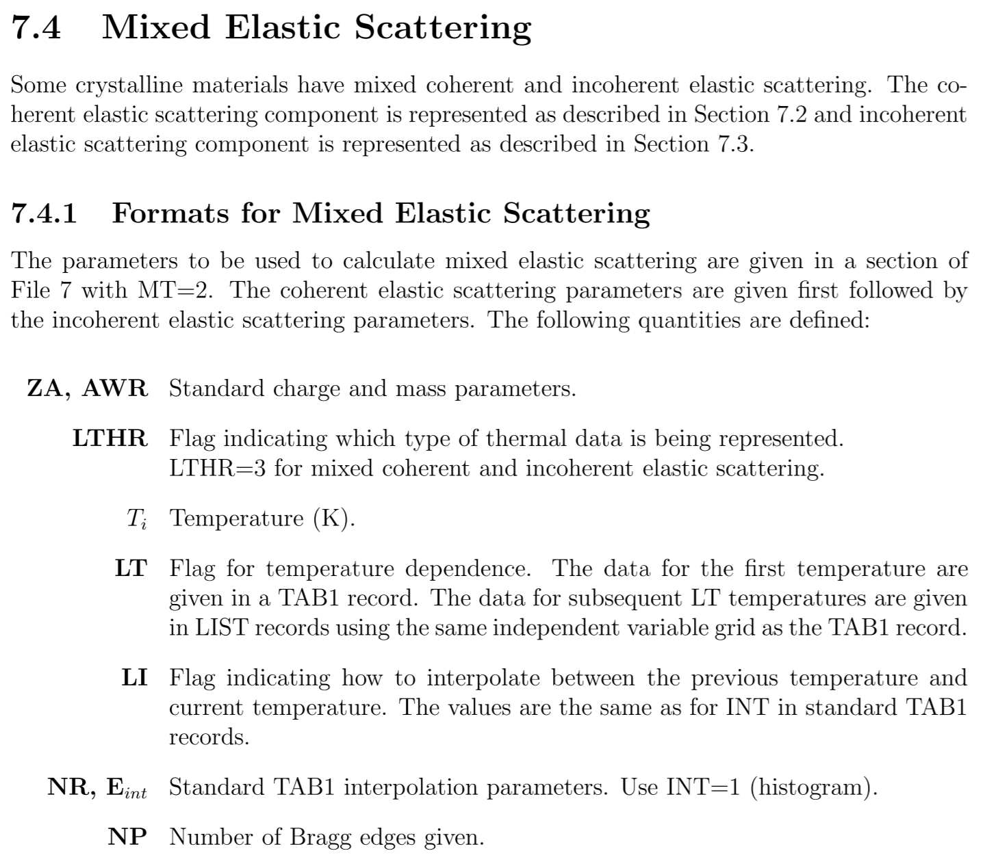 7.4 Mixed Elastic Scattering
Some crystalline materials have mixed coherent and incoherent elastic scattering. The co-
herent elastic scattering component is represented as described in Section 7.2 and incoherent
elastic scattering component is represented as described in Section 7.3.
7.4.1 Formats for Mixed Elastic Scattering
The parameters to be used to calculate mixed elastic scattering are given in a section of
File 7 with MT=2. The coherent elastic scattering parameters are given first followed by
the incoherent elastic scattering parameters. The following quantities are defined:
ZA, AWR Standard charge and mass parameters.
LTHR Flag indicating which type of thermal data is being represented.
LTHR=3 for mixed coherent and incoherent elastic scattering.
T_i Temperature (K).
LT Flag for temperature dependence. The data for the first temperature are
given in a TAB1 record. The data for subsequent LT temperatures are given
in LIST records using the same independent variable grid as the TAB1 record.
LI Flag indicating how to interpolate between the previous temperature and
current temperature. The values are the same as for INT in standard TAB1
records.
NR, E_int Standard TAB1 interpolation parameters. Use INT=1 (histogram).
NP Number of Bragg edges given.